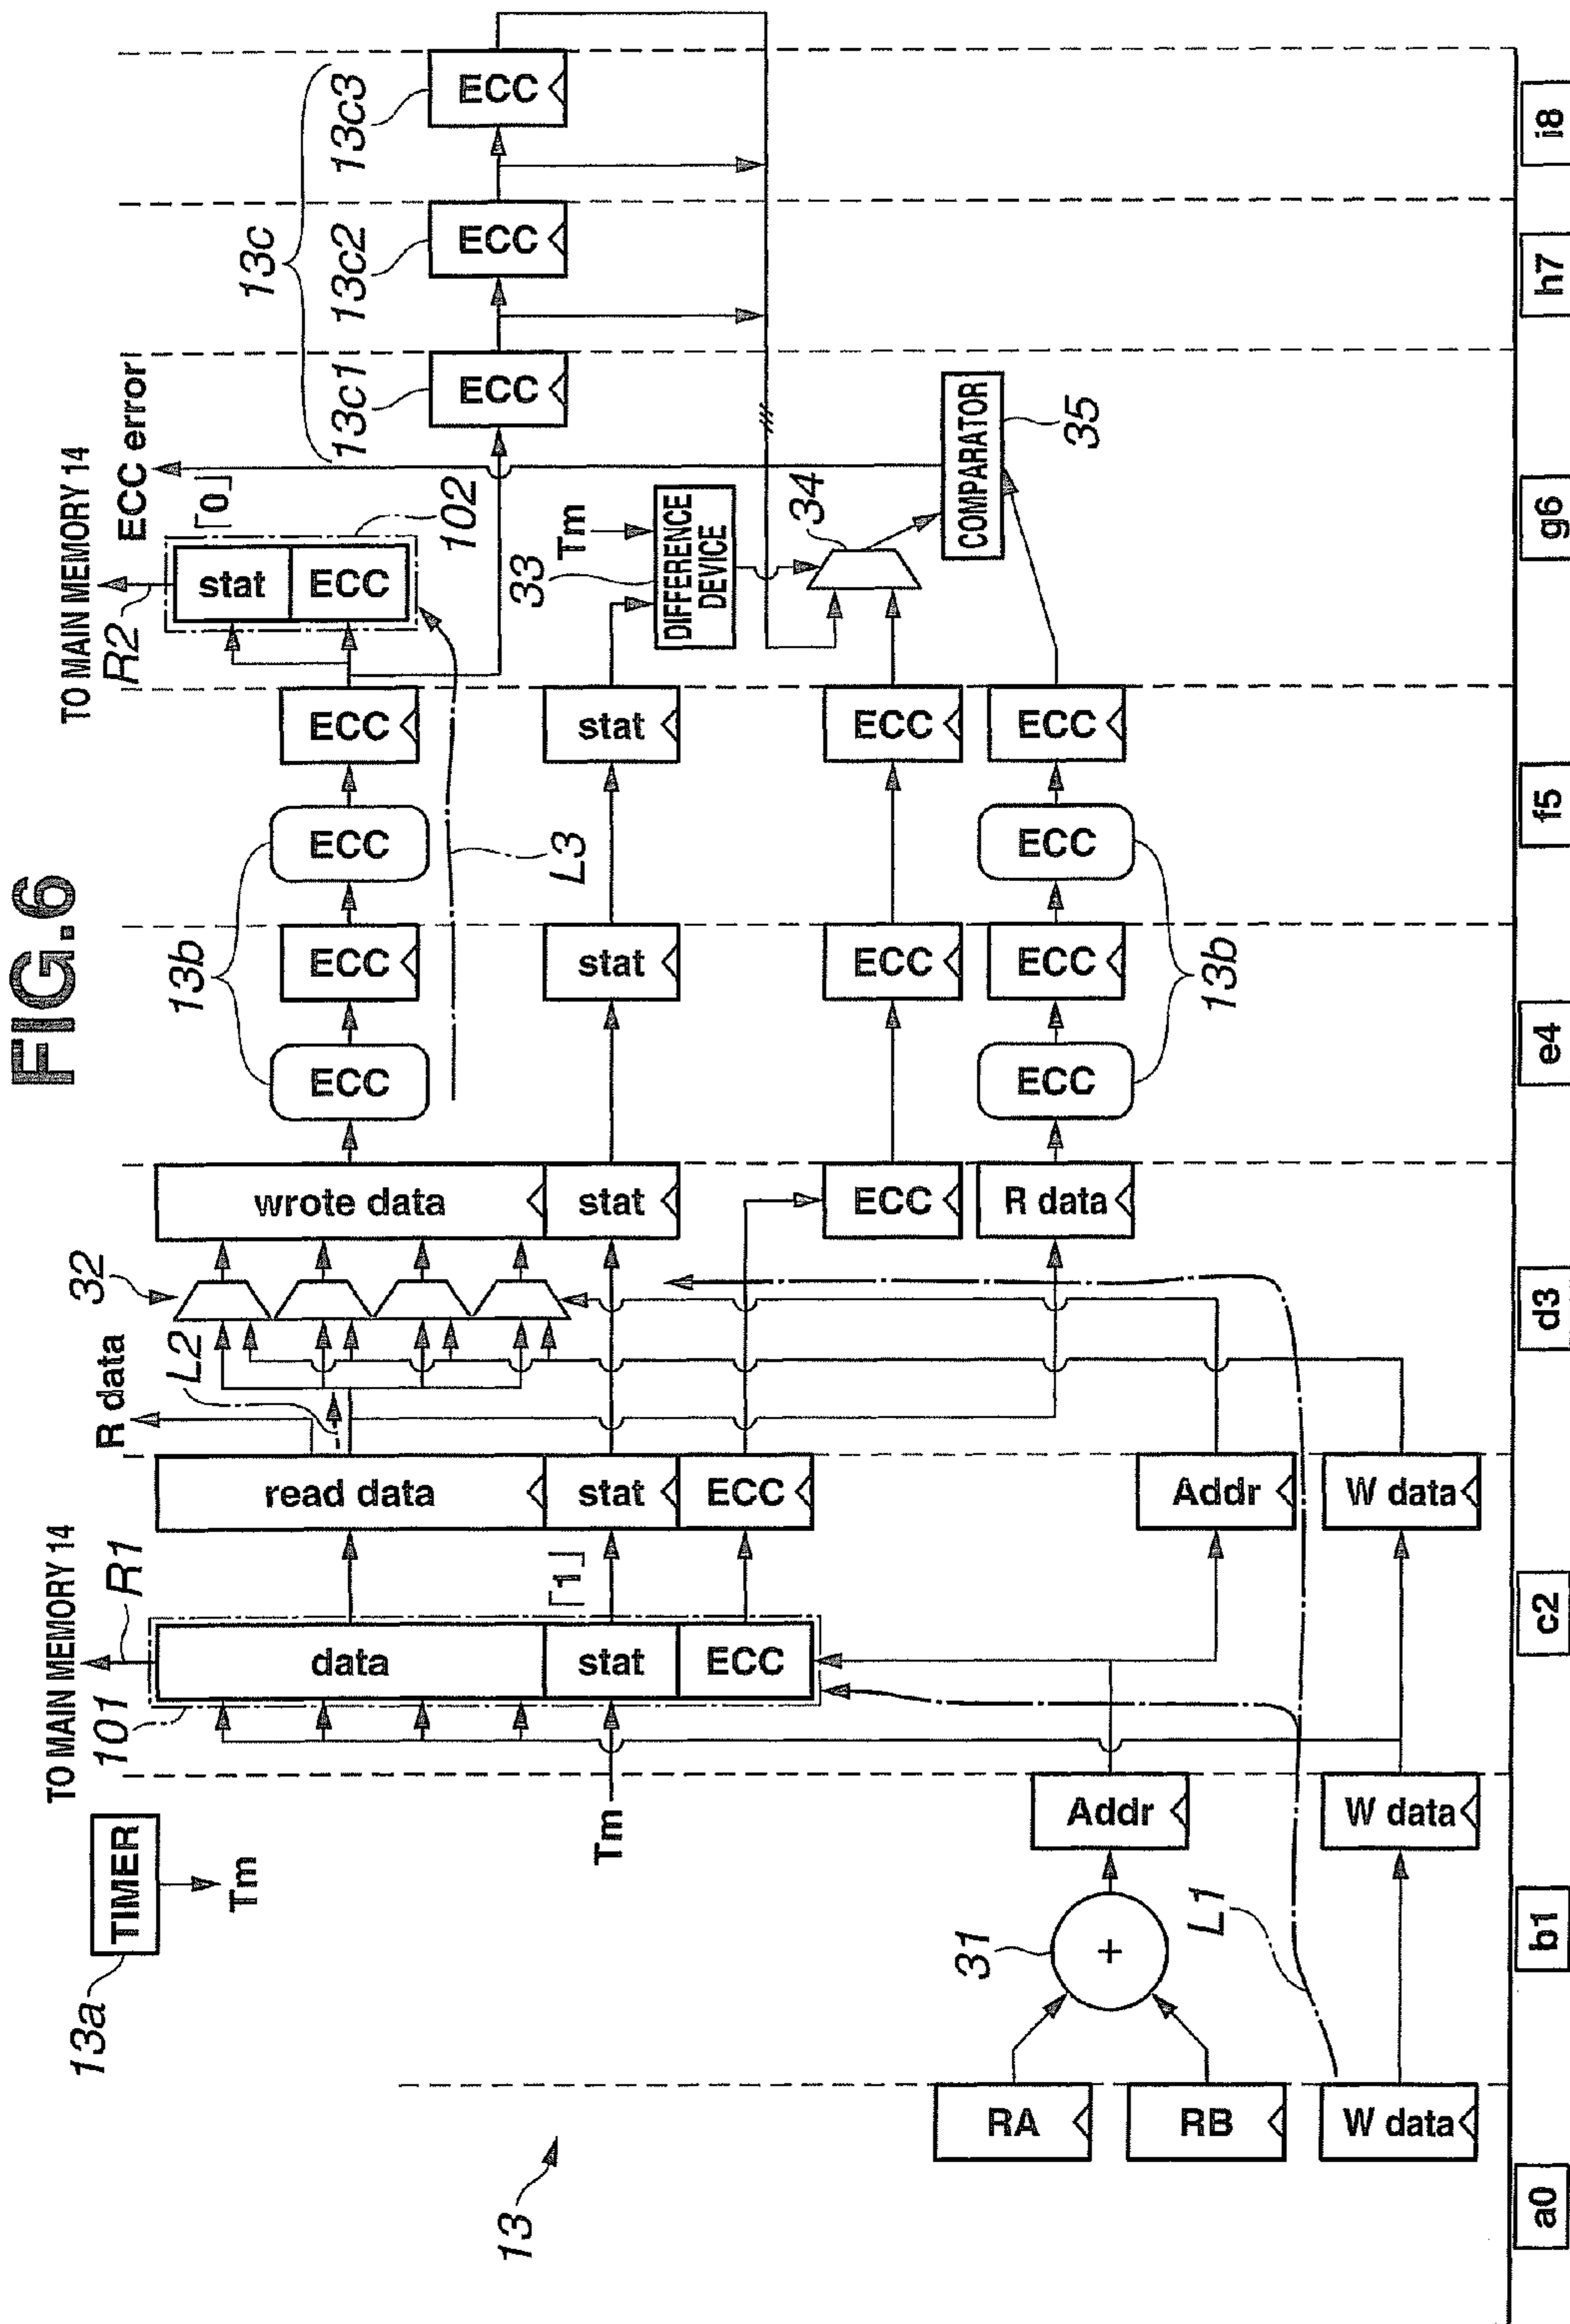 FIG.6
13
13a
TIMER
Tm
TO MAIN MEMORY 14
R1
101
data
stat
ECC
「1」
Tm
R data
L2
read data
stat
ECC
32
wrote data
stat
ECC
R data
13b
ECC
ECC
ECC
ECC
L3
stat
stat
ECC
ECC
ECC
ECC
ECC
ECC
13b
TO MAIN MEMORY 14
R2
stat
ECC
「0」
102
ECC error
33
Tm
DIFFERENCE
DEVICE
34
COMPARATOR
35
13c
13c1
ECC
13c2
ECC
13c3
ECC
RA
RB
W data
31
+
L1
Addr
W data
Addr
W data
a0
b1
c2
d3
e4
f5
g6
h7
i8